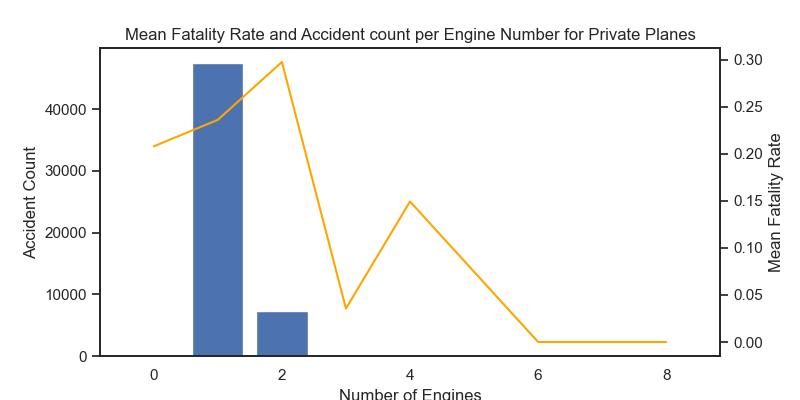 Mean Fatality Rate and Accident count per Engine Number for Private Planes
Accident Count
40000
30000
20000
10000
0
0.30
0.25
0.20
0.15
0.10
0.05
0.00
Mean Fatality Rate
0 2 4 6 8
Number of Engines